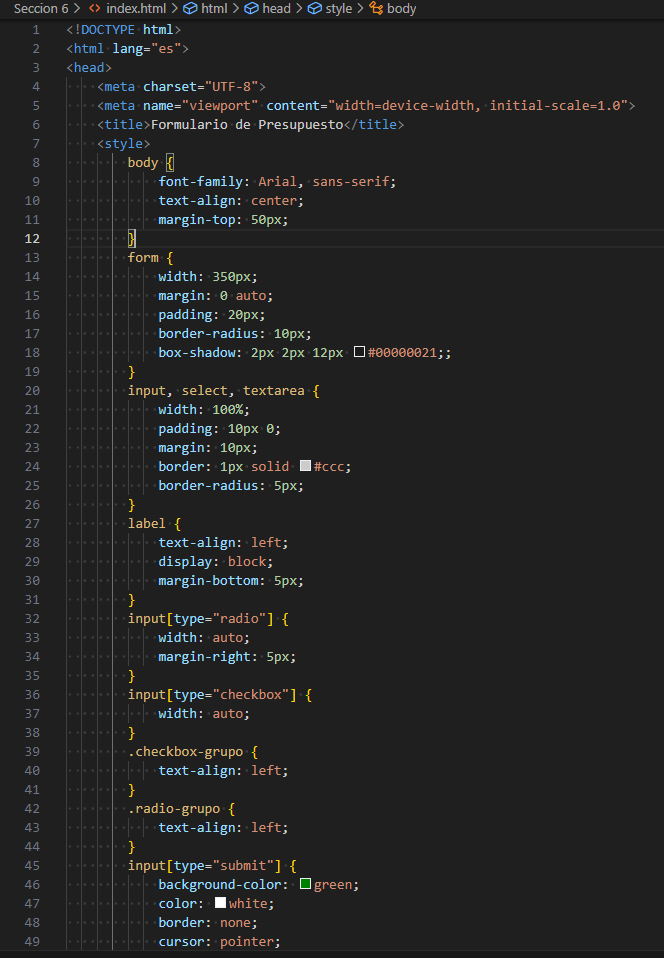 Seccion 6 > <> index.html > html > head > style > body
1 <!DOCTYPE html>
2 <html lang="es">
3 <head>
4 <meta charset="UTF-8">
5 <meta name="viewport" content="width=device-width, initial-scale=1.0">
6 <title>Formulario de Presupuesto</title>
7 <style>
8 body {
9 font-family: Arial, sans-serif;
10 text-align: center;
11 margin-top: 50px;
12 }
13 form {
14 width: 350px;
15 margin: 0 auto;
16 padding: 20px;
17 border-radius: 10px;
18 box-shadow: 2px 2px 12px #00000021;;
19 }
20 input, select, textarea {
21 width: 100%;
22 padding: 10px 0;
23 margin: 10px;
24 border: 1px solid #ccc;
25 border-radius: 5px;
26 }
27 label {
28 text-align: left;
29 display: block;
30 margin-bottom: 5px;
31 }
32 input[type="radio"] {
33 width: auto;
34 margin-right: 5px;
35 }
36 input[type="checkbox"] {
37 width: auto;
38 }
39 .checkbox-grupo {
40 text-align: left;
41 }
42 .radio-grupo {
43 text-align: left;
44 }
45 input[type="submit"] {
46 background-color: green;
47 color: white;
48 border: none;
49 cursor: pointer;